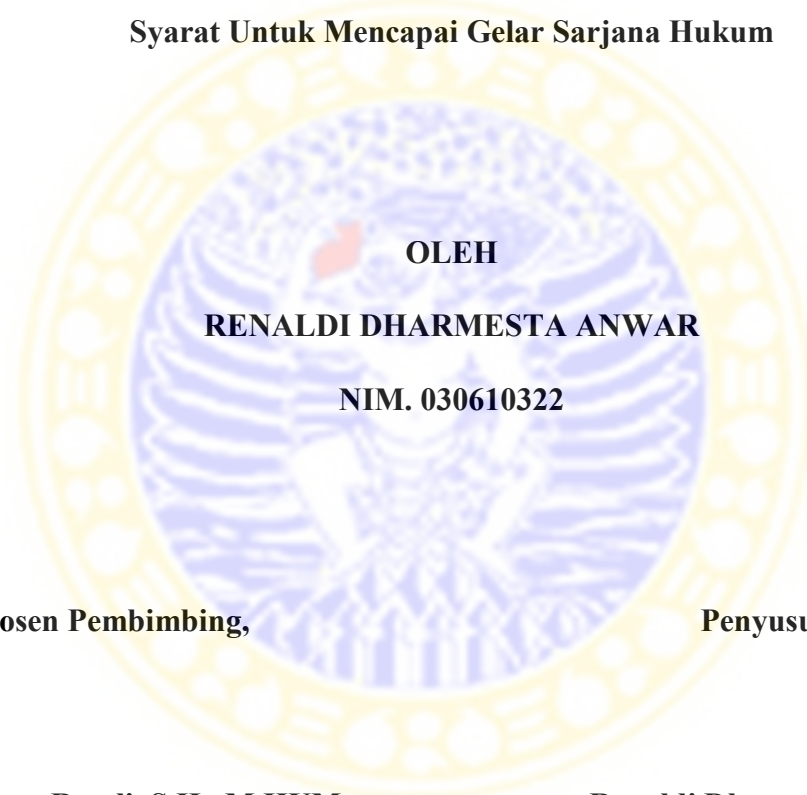 Syarat Untuk Mencapai Gelar Sarjana Hukum
OLEH
RENALDI DHARMESTA ANWAR
NIM. 030610322
osen Pembimbing, Penyusu